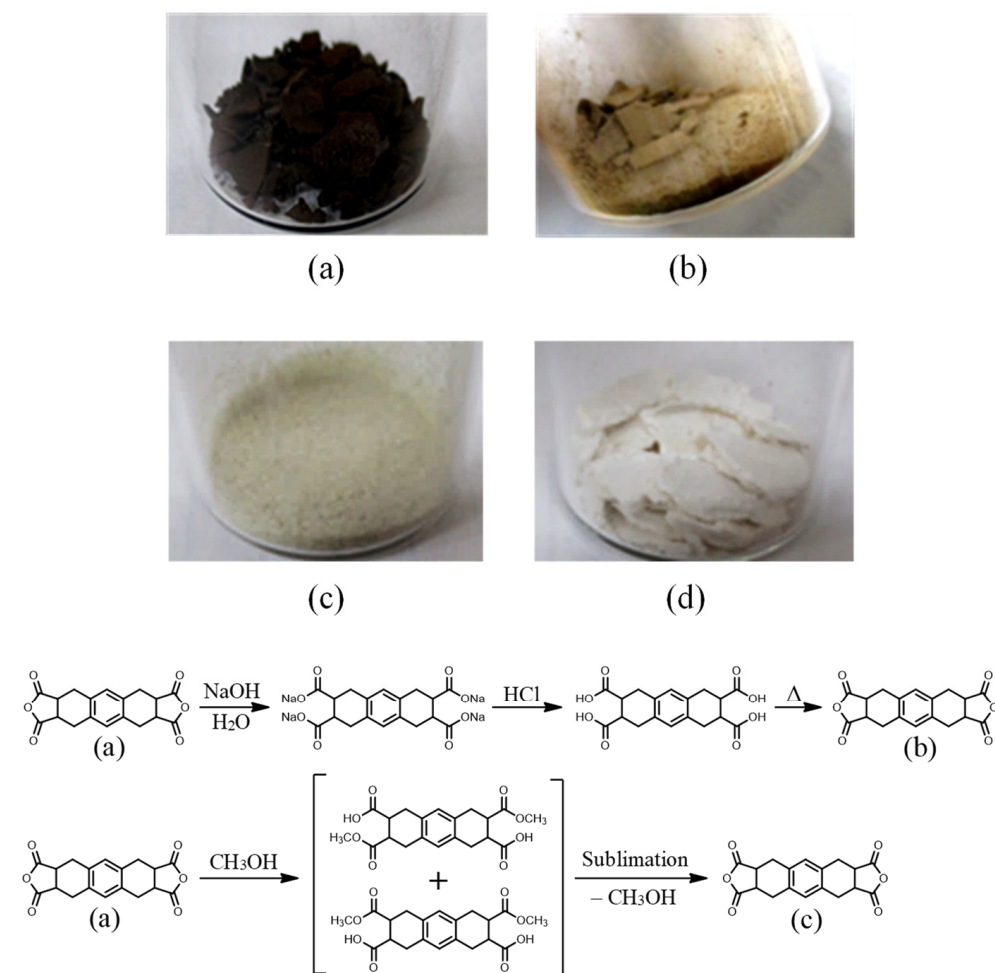 (a)
(b)
(c)
(d)
O O
O O
O O
(a)
NaOH
H₂O
O O
NaO ONa
NaO ONa
O O
HCl
O O
HO OH
HO OH
O O
Δ
O O
O O
O O
(b)
O O
O O
O O
(a)
CH₃OH
O O
HO OCH₃
H₃CO OH
O O
+
O O
H₃CO OCH₃
HO OH
O O
Sublimation
– CH₃OH
O O
O O
O O
(c)